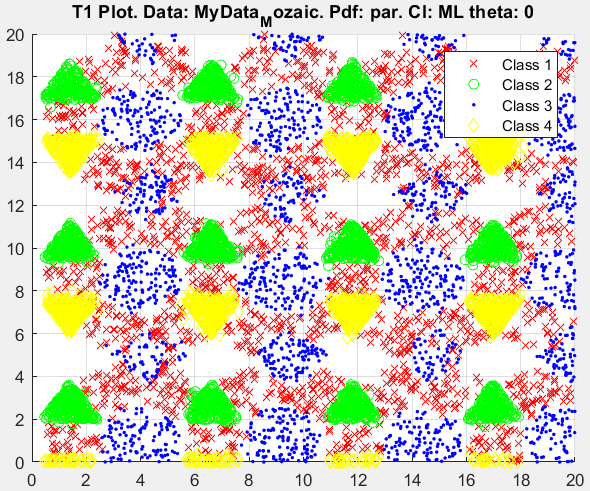 T1 Plot. Data: MyData_Mozaic. Pdf: par. Cl: ML theta: 0
20
18
16
14
12
10
8
6
4
2
0
Class 1
Class 2
Class 3
Class 4
0 2 4 6 8 10 12 14 16 18 20